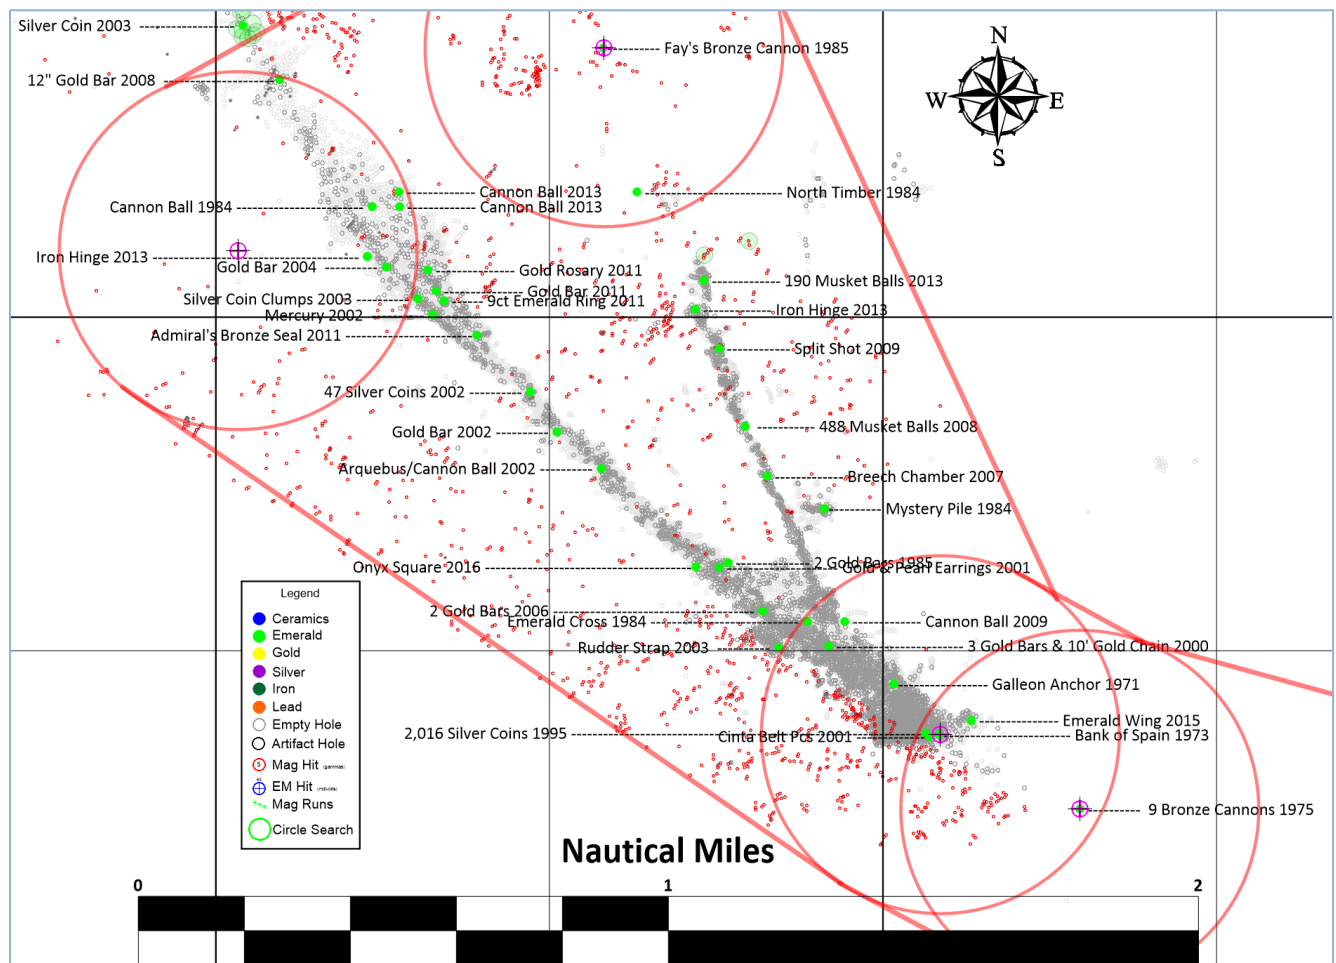 Silver Coin 2003
Fay's Bronze Cannon 1985
N
12" Gold Bar 2008
W
E
S
Cannon Ball 2013
North Timber 1984
Cannon Ball 1984
Cannon Ball 2013
Iron Hinge 2013
Gold Bar 2004
Gold Rosary 2011
190 Musket Balls 2013
Gold Bar 2011
Silver Coin Clumps 2003
9ct Emerald Ring 2011
Iron Hinge 2013
Mercury 2002
Admiral's Bronze Seal 2011
Split Shot 2009
47 Silver Coins 2002
Gold Bar 2002
488 Musket Balls 2008
Arquebus/Cannon Ball 2002
Breech Chamber 2007
Mystery Pile 1984
2 Gold Bars 1985
Onyx Square 2016
Gold & Pearl Earrings 2001
2 Gold Bars 2006
Emerald Cross 1984
Cannon Ball 2009
Rudder Strap 2003
3 Gold Bars & 10' Gold Chain 2000
Galleon Anchor 1971
Emerald Wing 2015
2,016 Silver Coins 1995
Cinta Belt Pcs 2001
Bank of Spain 1973
9 Bronze Cannons 1975
Legend
Ceramics
Emerald
Gold
Silver
Iron
Lead
Empty Hole
Artifact Hole
5 Mag Hit (gammas)
EM Hit (millivolts)
Mag Runs
Circle Search
Nautical Miles
0 1 2